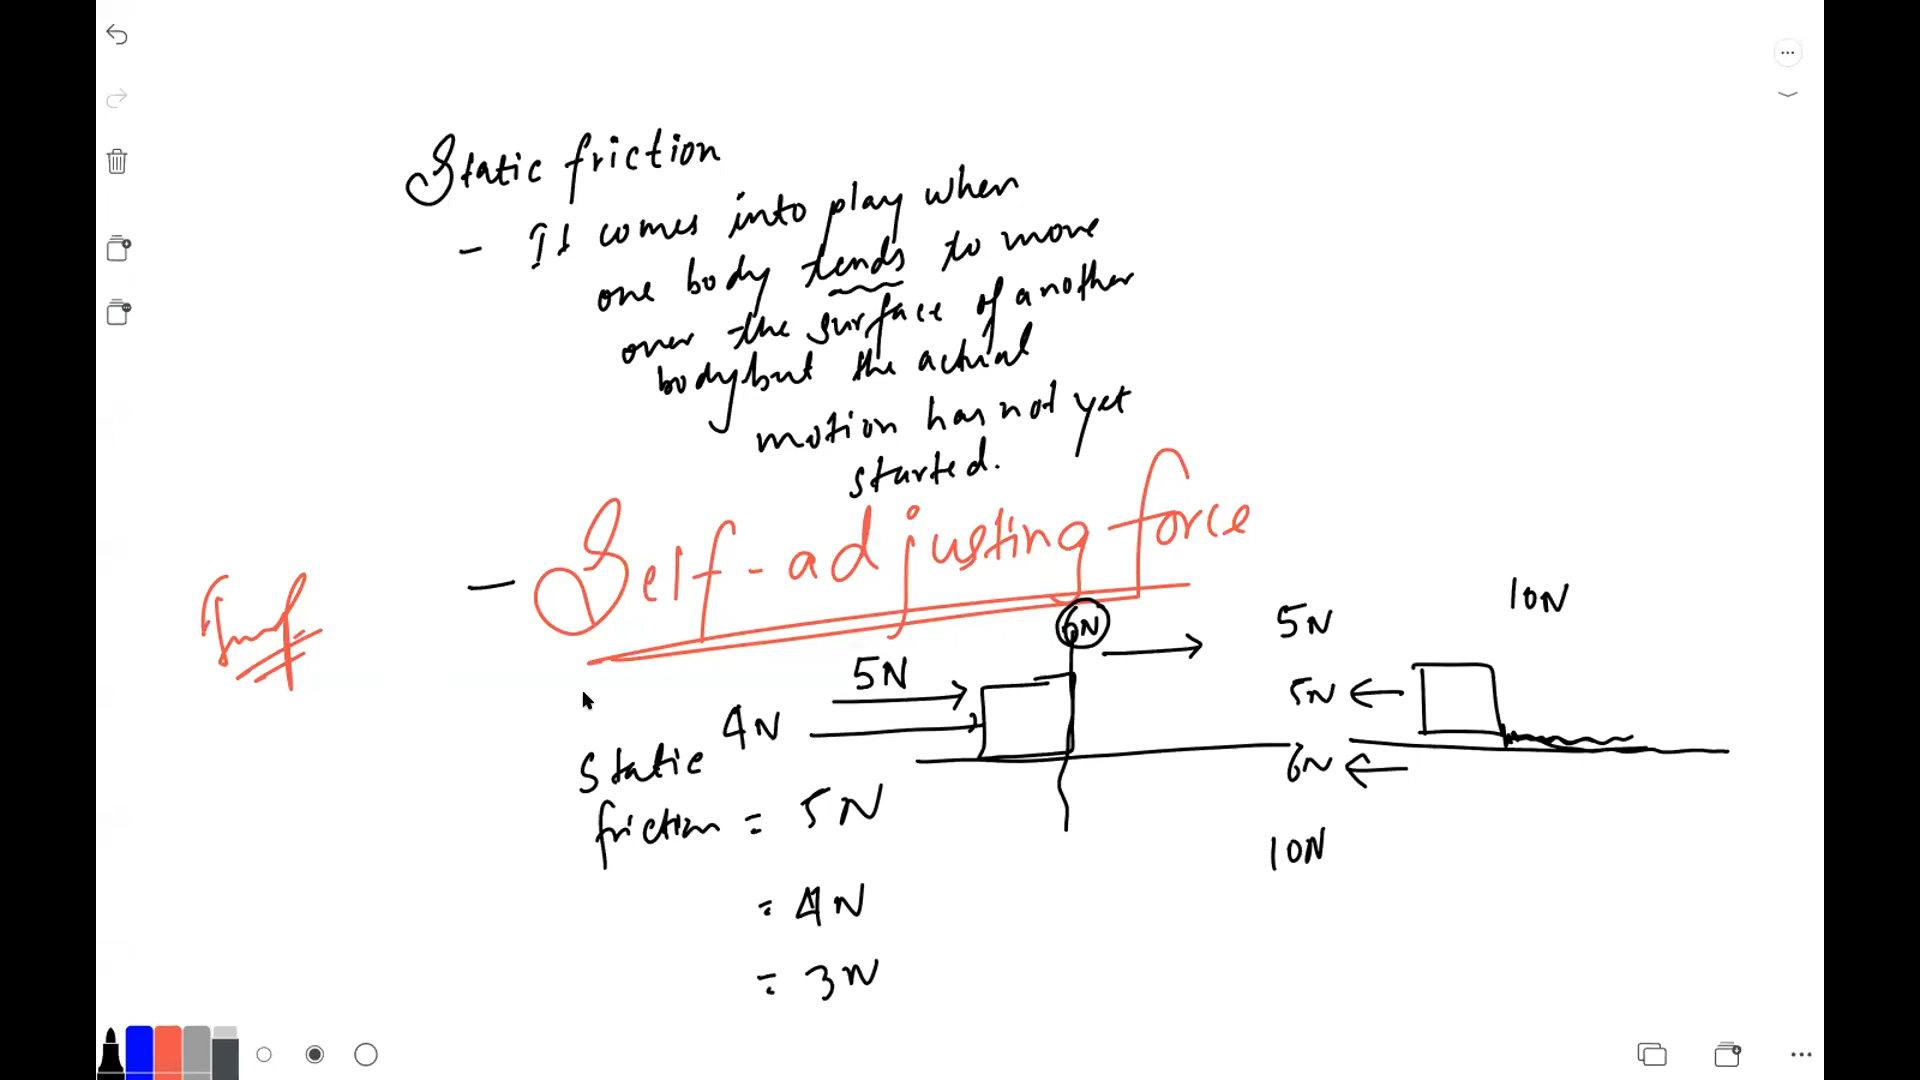 Static friction
- It comes into play when
one body tends to move
over the surface of another
body but the actual
motion has not yet
started.
- Self-adjusting force
Imp
6N
5N
4N
5N
10N
5N
6N
10N
Static
friction = 5N
= 4N
= 3N